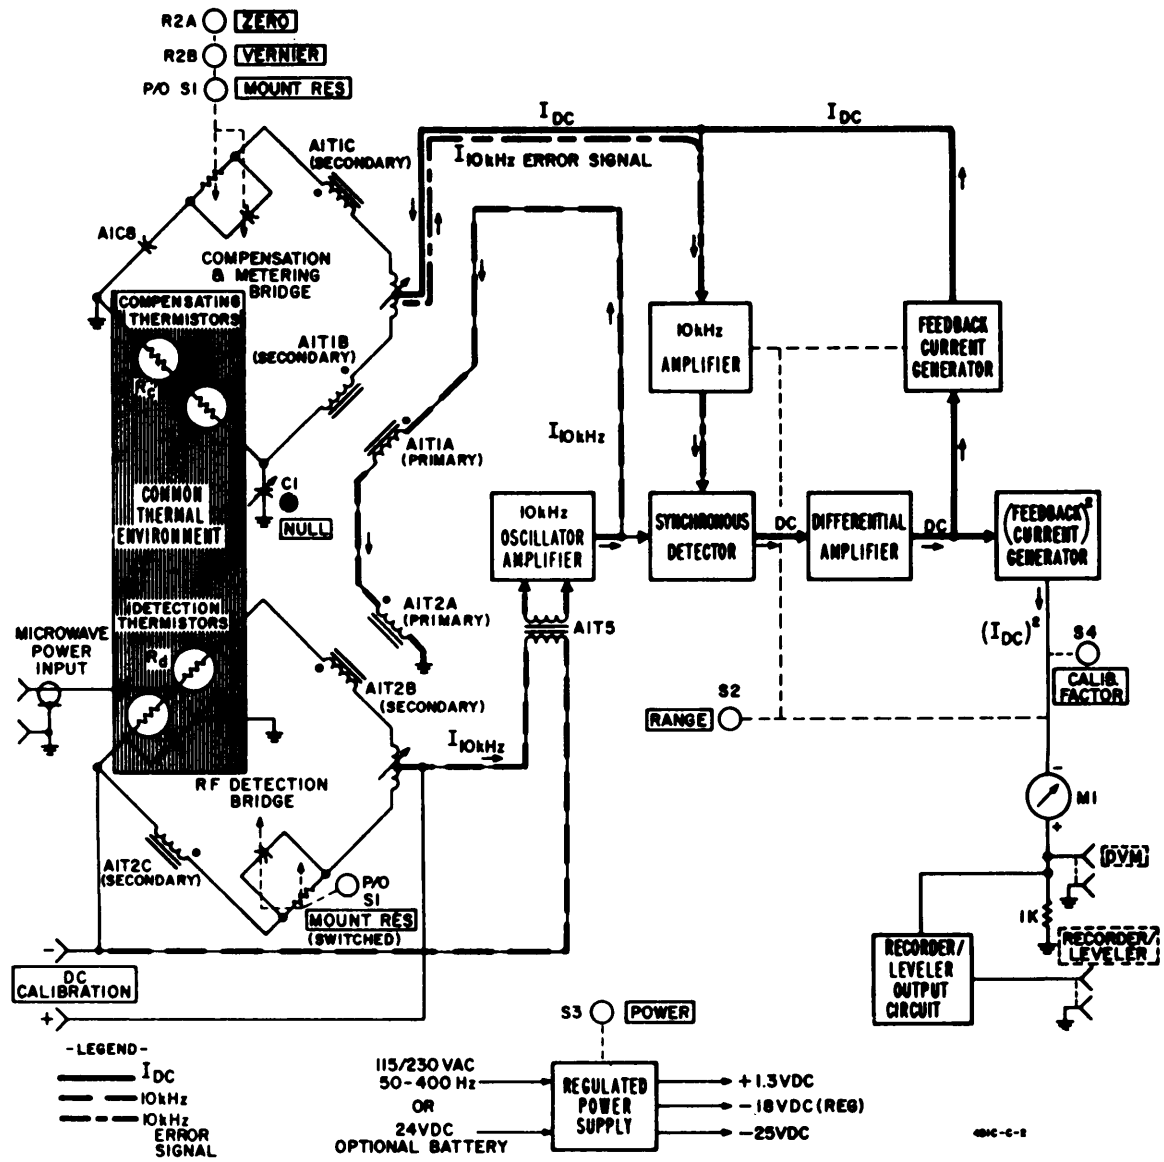 R2A ZERO
R2B VERNIER
P/O S1 MOUNT RES
A1T1C
(SECONDARY)
I DC
I DC
I 10kHz ERROR SIGNAL
A1C8
COMPENSATION
& METERING
BRIDGE
COMPENSATING
THERMISTORS
Rc
A1T1B
(SECONDARY)
10kHz
AMPLIFIER
FEEDBACK
CURRENT
GENERATOR
A1T1A
(PRIMARY)
I 10kHz
C1
NULL
COMMON
THERMAL
ENVIRONMENT
10kHz
OSCILLATOR
AMPLIFIER
SYNCHRONOUS
DETECTOR
DC
DIFFERENTIAL
AMPLIFIER
DC
(FEEDBACK CURRENT)2
GENERATOR
DETECTION
THERMISTORS
Rd
MICROWAVE
POWER
INPUT
A1T2A
(PRIMARY)
A1T5
(IDC)2
S4
CALIB.
FACTOR
A1T2B
(SECONDARY)
S2
RANGE
I 10kHz
RF DETECTION
BRIDGE
-
M1
+
A1T2C
(SECONDARY)
P/O
S1
MOUNT RES
(SWITCHED)
DVM
1K
RECORDER/
LEVELER
RECORDER/
LEVELER
OUTPUT
CIRCUIT
-
DC
CALIBRATION
+
S3 POWER
-LEGEND-
I DC
10kHz
10kHz
ERROR
SIGNAL
115/230 VAC
50-400 Hz
OR
24VDC
OPTIONAL BATTERY
REGULATED
POWER
SUPPLY
+1.3VDC
-18VDC (REG)
-25VDC
431C-C-2